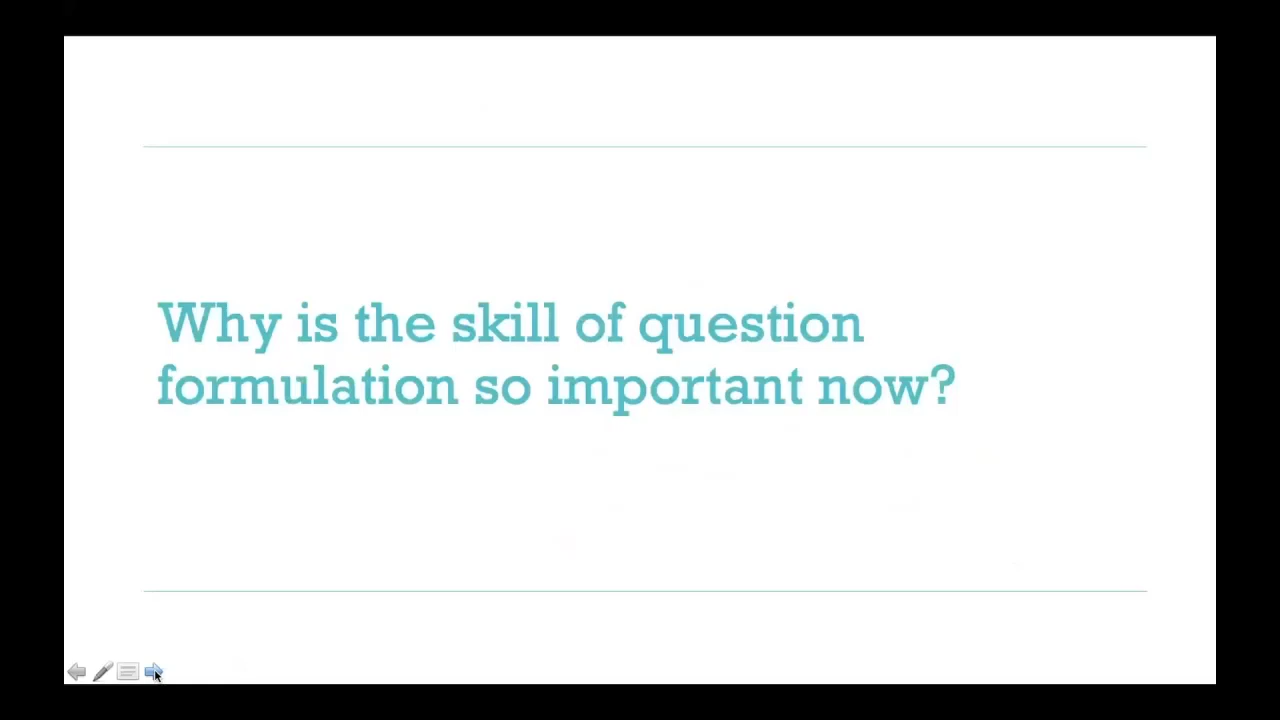 Why is the skill of question
formulation so important now?